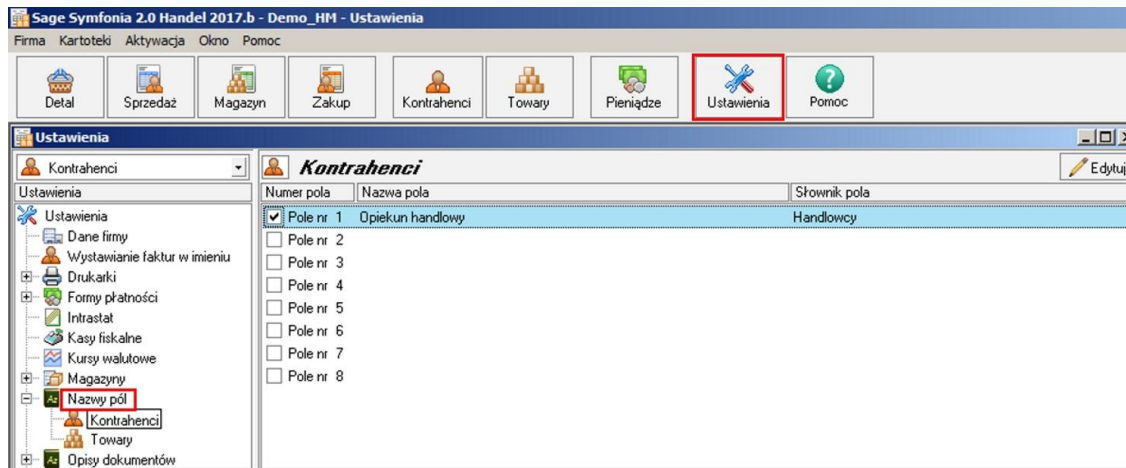 Sage Symfonia 2.0 Handel 2017.b - Demo_HM - Ustawienia
Firma Kartoteki Aktywacja Okno Pomoc
Detal Sprzedaż Magazyn Zakup Kontrahenci Towary Pieniądze Ustawienia Pomoc
Ustawienia
Kontrahenci
Kontrahenci Edytuj
Ustawienia
Numer pola Nazwa pola Słownik pola
Ustawienia
Pole nr 1 Opiekun handlowy Handlowcy
Dane firmy
Pole nr 2
Wystawianie faktur w imieniu
Pole nr 3
Drukarki
Pole nr 4
Formy płatności
Pole nr 5
Intrastat
Pole nr 6
Kasy fiskalne
Pole nr 7
Kursy walutowe
Pole nr 8
Magazyny
Nazwy pól
Kontrahenci
Towary
Opisy dokumentów